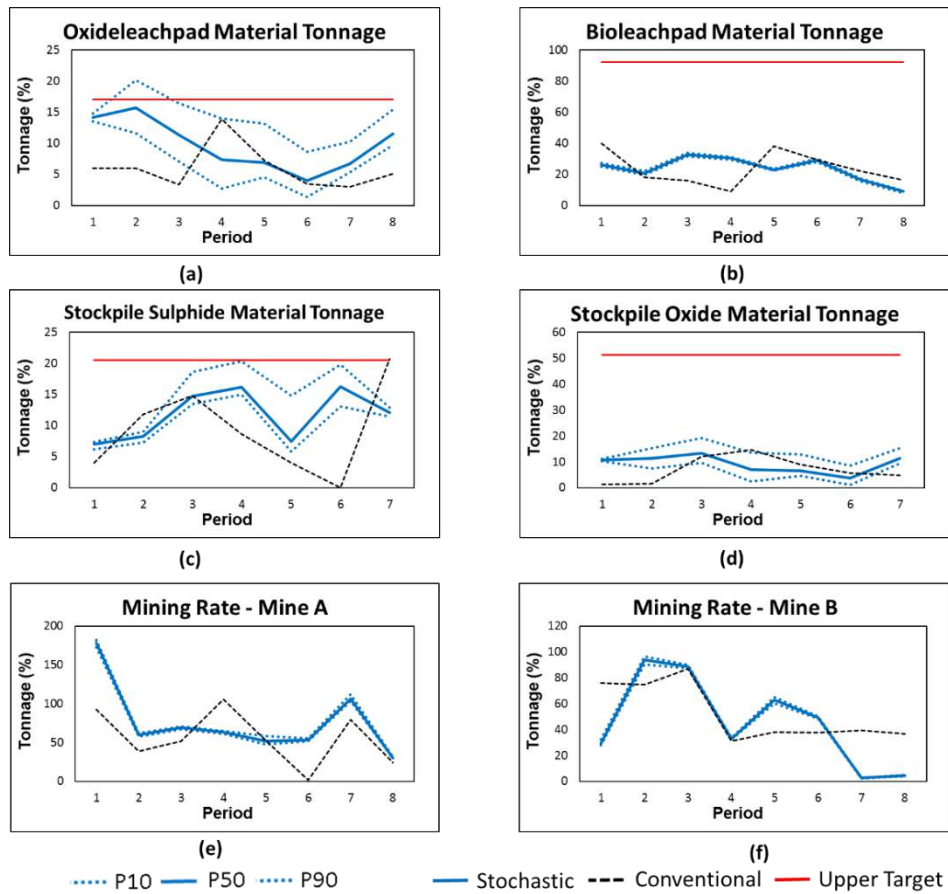 Oxideleachpad Material Tonnage
25
20
15
10
5
0
Tonnage (%)
1 2 3 4 5 6 7 8
Period
(a)
Bioleachpad Material Tonnage
100
80
60
40
20
0
Tonnage (%)
1 2 3 4 5 6 7 8
Period
(b)
Stockpile Sulphide Material Tonnage
25
20
15
10
5
0
Tonnage (%)
1 2 3 4 5 6 7
Period
(c)
Stockpile Oxide Material Tonnage
60
50
40
30
20
10
0
Tonnage (%)
1 2 3 4 5 6 7
Period
(d)
Mining Rate - Mine A
200
150
100
50
0
Tonnage (%)
1 2 3 4 5 6 7 8
Period
(e)
Mining Rate - Mine B
120
100
80
60
40
20
0
Tonnage (%)
1 2 3 4 5 6 7 8
Period
(f)
P10 P50 P90 Stochastic Conventional Upper Target